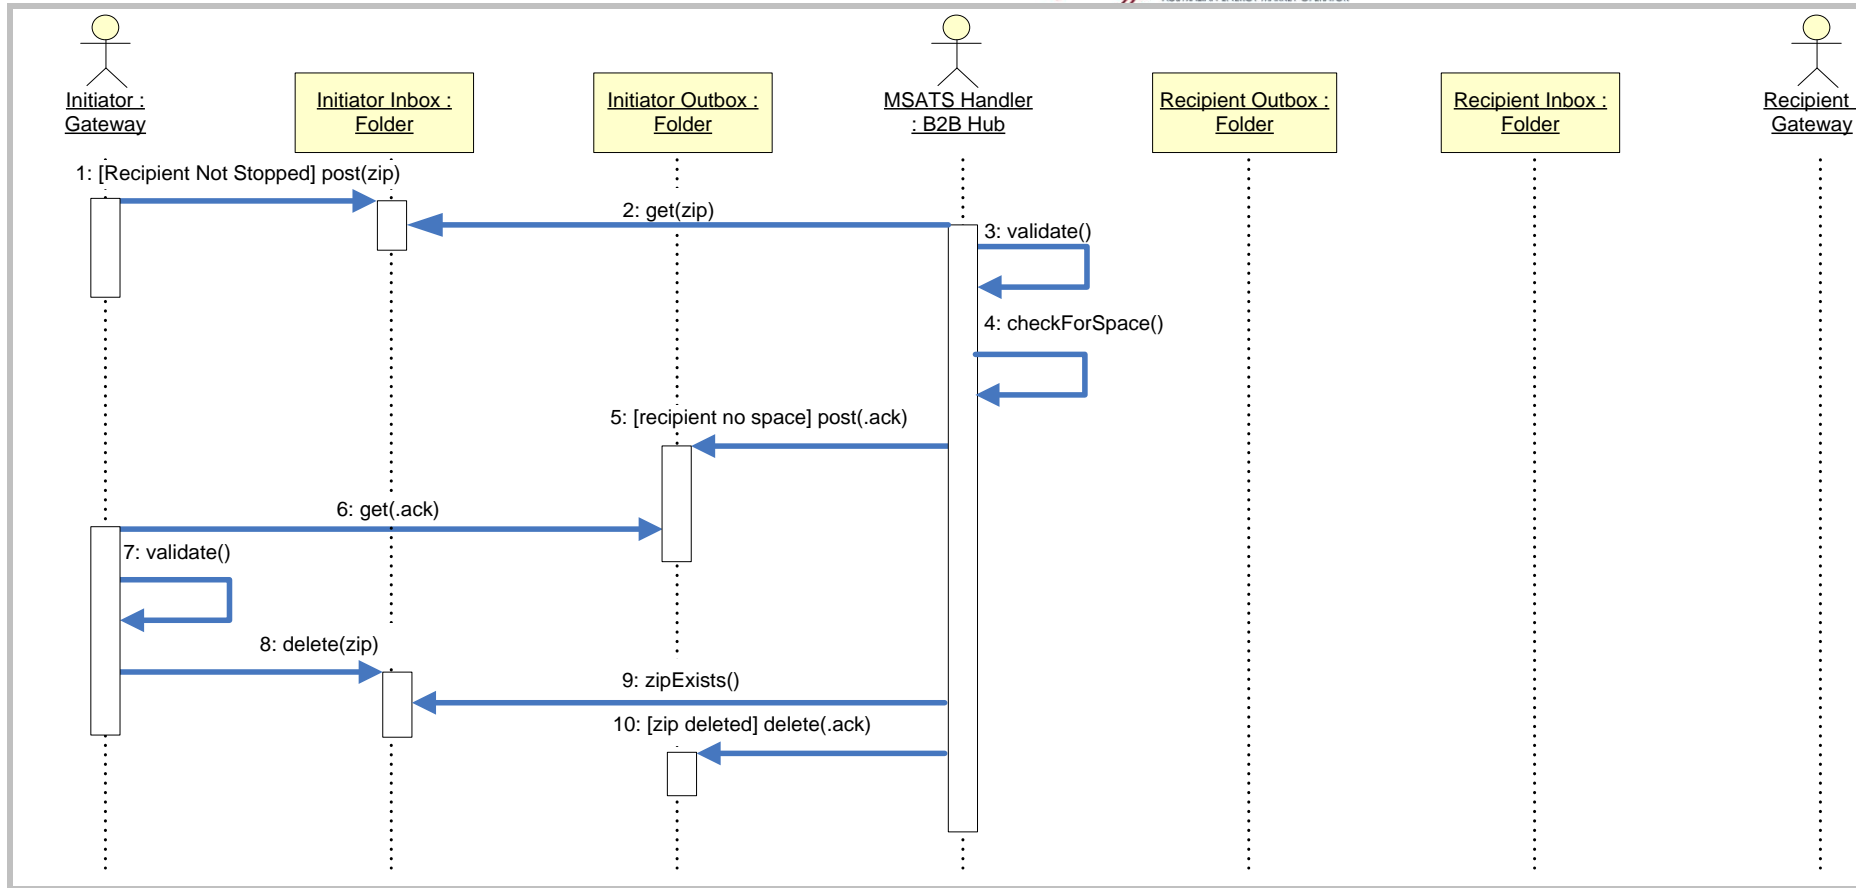 Initiator :
Gateway
Initiator Inbox :
Folder
Initiator Outbox :
Folder
MSATS Handler
: B2B Hub
Recipient Outbox :
Folder
Recipient Inbox :
Folder
Recipient
Gateway
1: [Recipient Not Stopped] post(zip)
2: get(zip)
3: validate()
4: checkForSpace()
5: [recipient no space] post(.ack)
6: get(.ack)
7: validate()
8: delete(zip)
9: zipExists()
10: [zip deleted] delete(.ack)